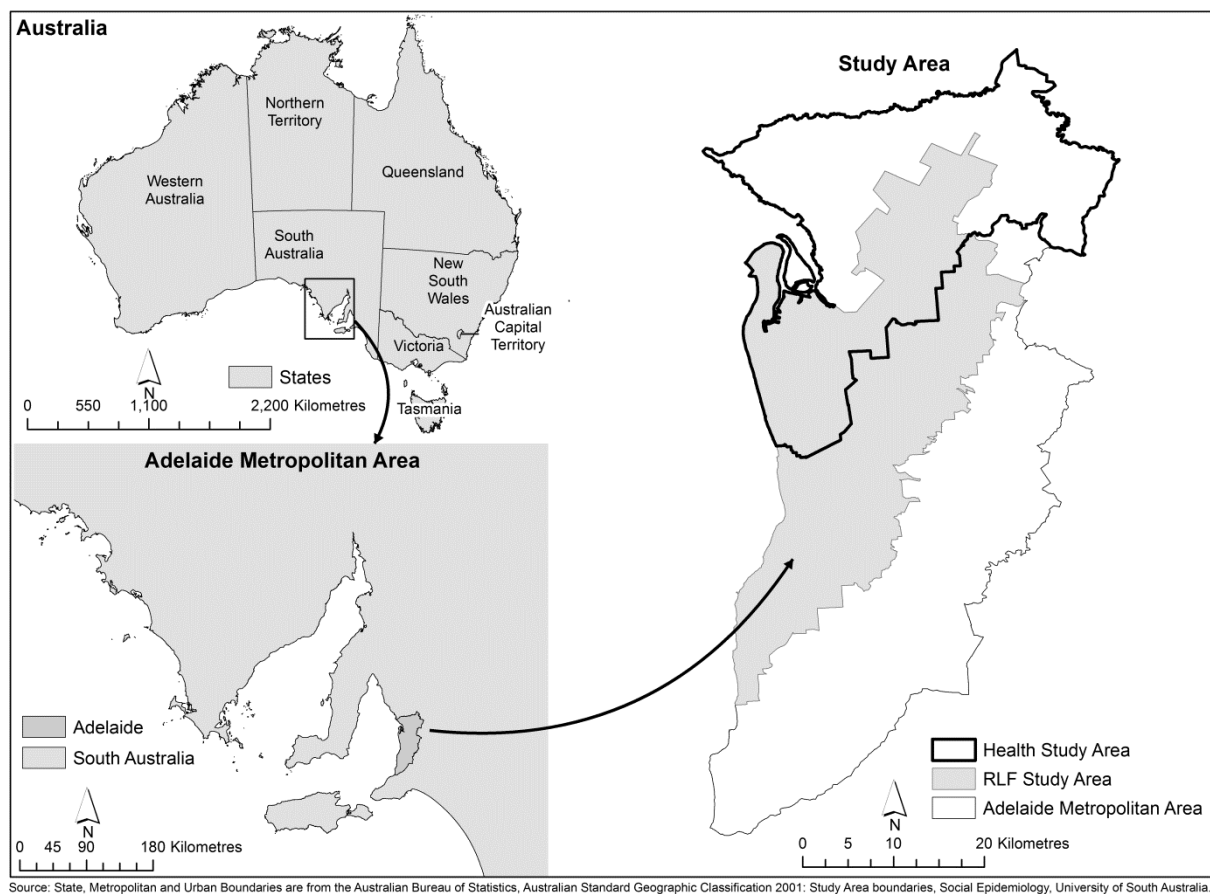 Australia
Northern
Territory
Western
Australia
Queensland
South
Australia
New
South
Wales
Australian
Capital
Territory
Victoria
Tasmania
N
States
0 550 1,100 2,200 Kilometres
Adelaide Metropolitan Area
Adelaide
South Australia
N
0 45 90 180 Kilometres
Study Area
Health Study Area
RLF Study Area
Adelaide Metropolitan Area
N
0 5 10 20 Kilometres
Source: State, Metropolitan and Urban Boundaries are from the Australian Bureau of Statistics, Australian Standard Geographic Classification 2001: Study Area boundaries, Social Epidemiology, University of South Australia.